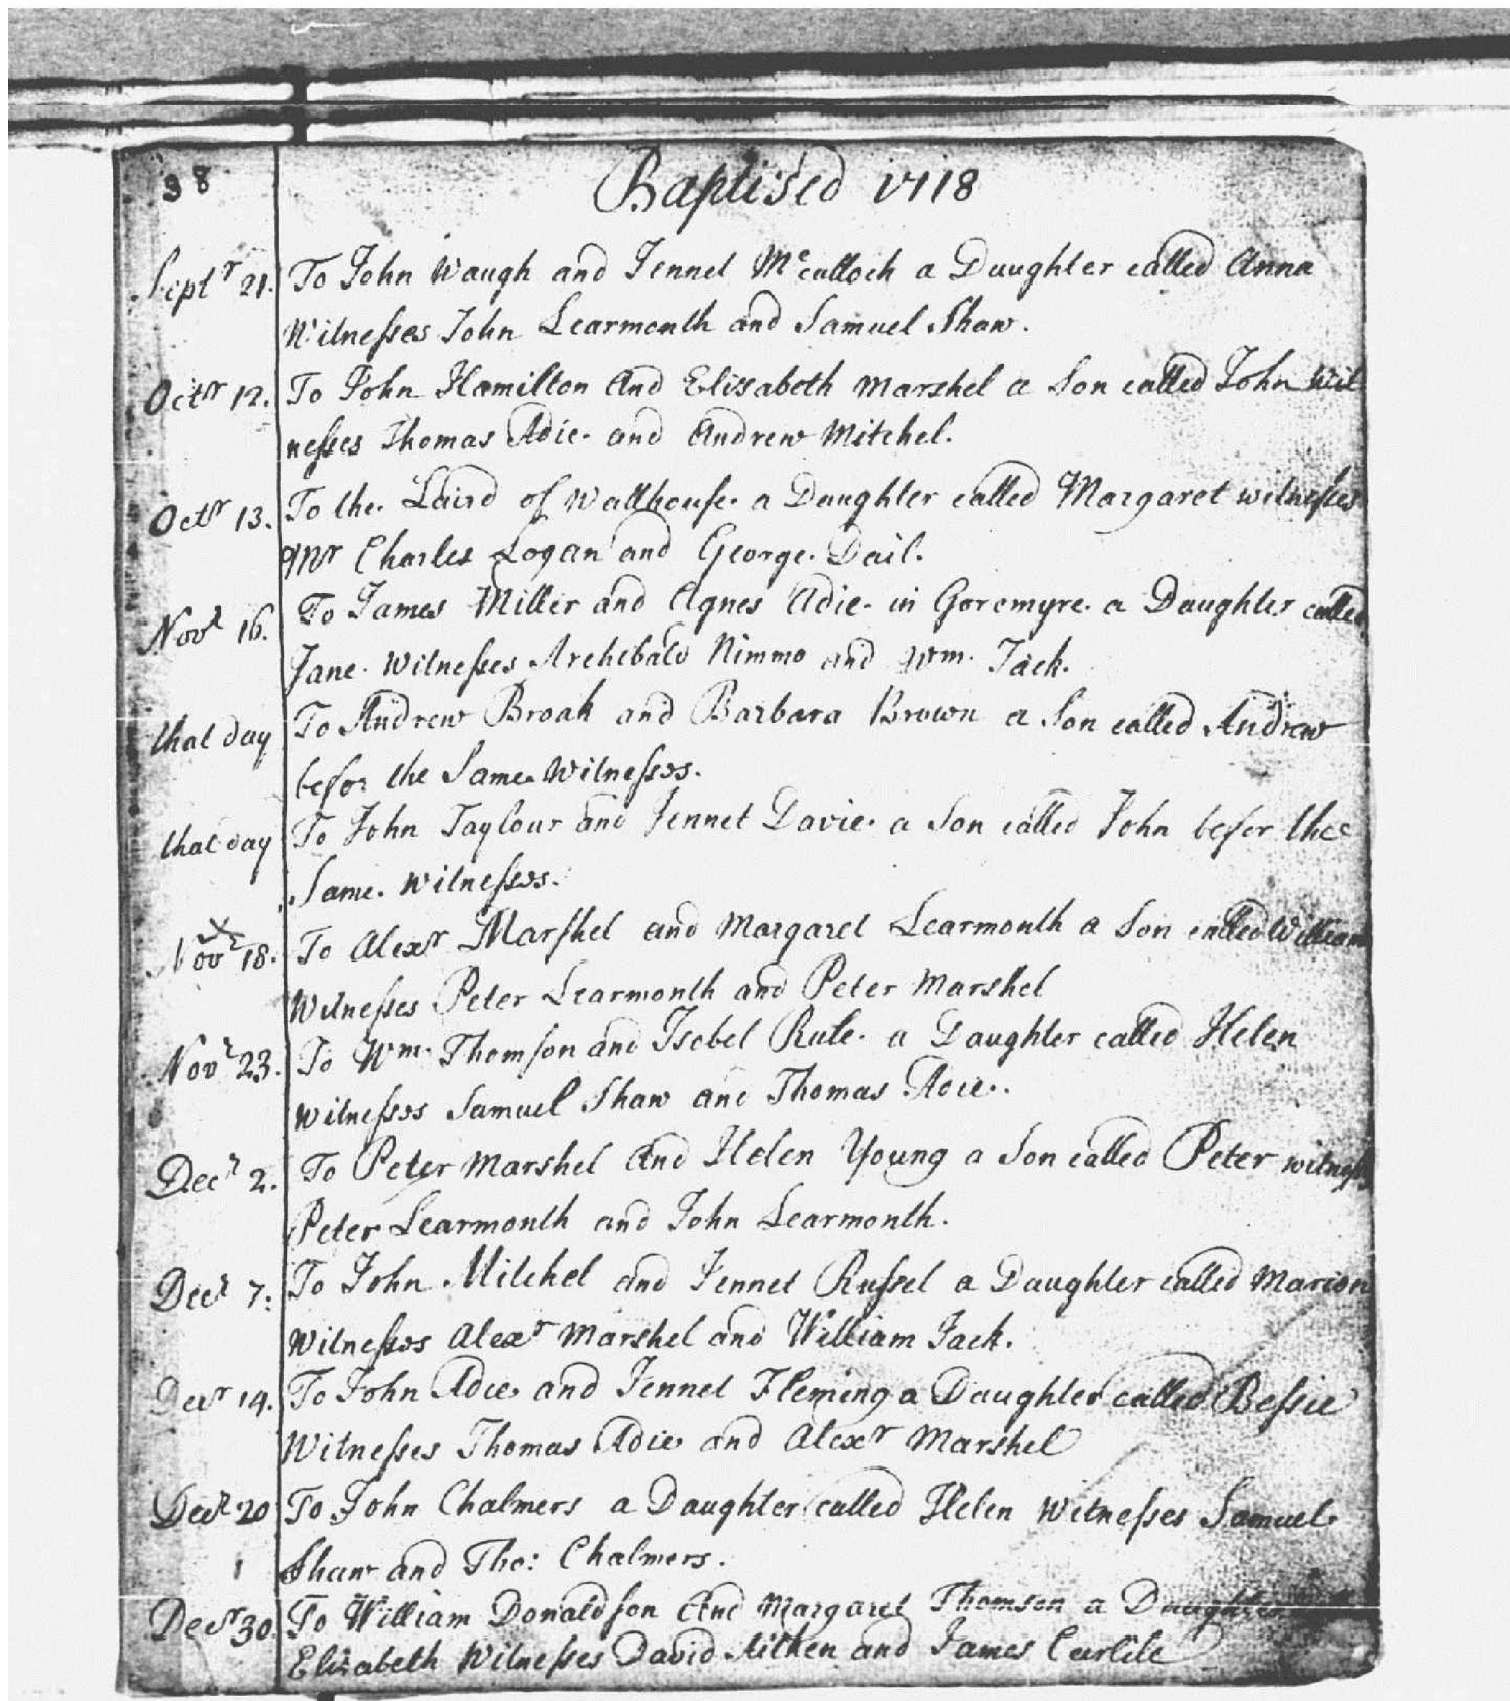 38 Baptised 1718
Septr 21. To John Waugh and Jennet Mcculloch a Daughter called Anna
Witnesses John Learmonth and Samuel Shaw.
Octr 12. To John Hamilton And Elisabeth Marshel a Son called John Wit
nesses Thomas Adie. and Andrew Mitchel.
Octr 13. To the. Laird of Wallhouse. a Daughter called Margaret witnesses
Mr Charles Logan and George. Dail.
Novr 16. To James Miller and Agnes Adie. in Goremyre. a Daughter called
Jane. Witnesses Archibald Nimmo and Wm. Jack.
that day To Andrew Broak and Barbara Brown a Son called Andrew
befor the Same Witnesses.
that day To John Taylour and Jennet Davie. a Son called John befor the
Same. Witnesses.
Novr 18. To Alexr Marshel and Margaret Learmonth a Son called William
Witnesses Peter Learmonth and Peter Marshel
Novr 23. To Wm. Thomson and Isobel Rule. a Daughter called Helen
Witnesses Samuel Shaw and Thomas Adie.
Decr 2. To Peter Marshel And Helen Young a Son called Peter witness
Peter Learmonth and John Learmonth.
Decr 7: To John Mitchel and Jennet Russel a Daughter called Marion
Witnesses Alexr Marshel and William Jack.
Decr 14. To John Adie and Jennet Fleming a Daughter called Bessie
Witnesses Thomas Adie and Alexr Marshel
Decr 20 To John Chalmers a Daughter called Helen Witnesses Samuel
Shaw and Tho: Chalmers.
Decr 30 To William Donaldson And Margaret Thomson a Daughter
Elizabeth Witnesses David Aitken and James Carlile